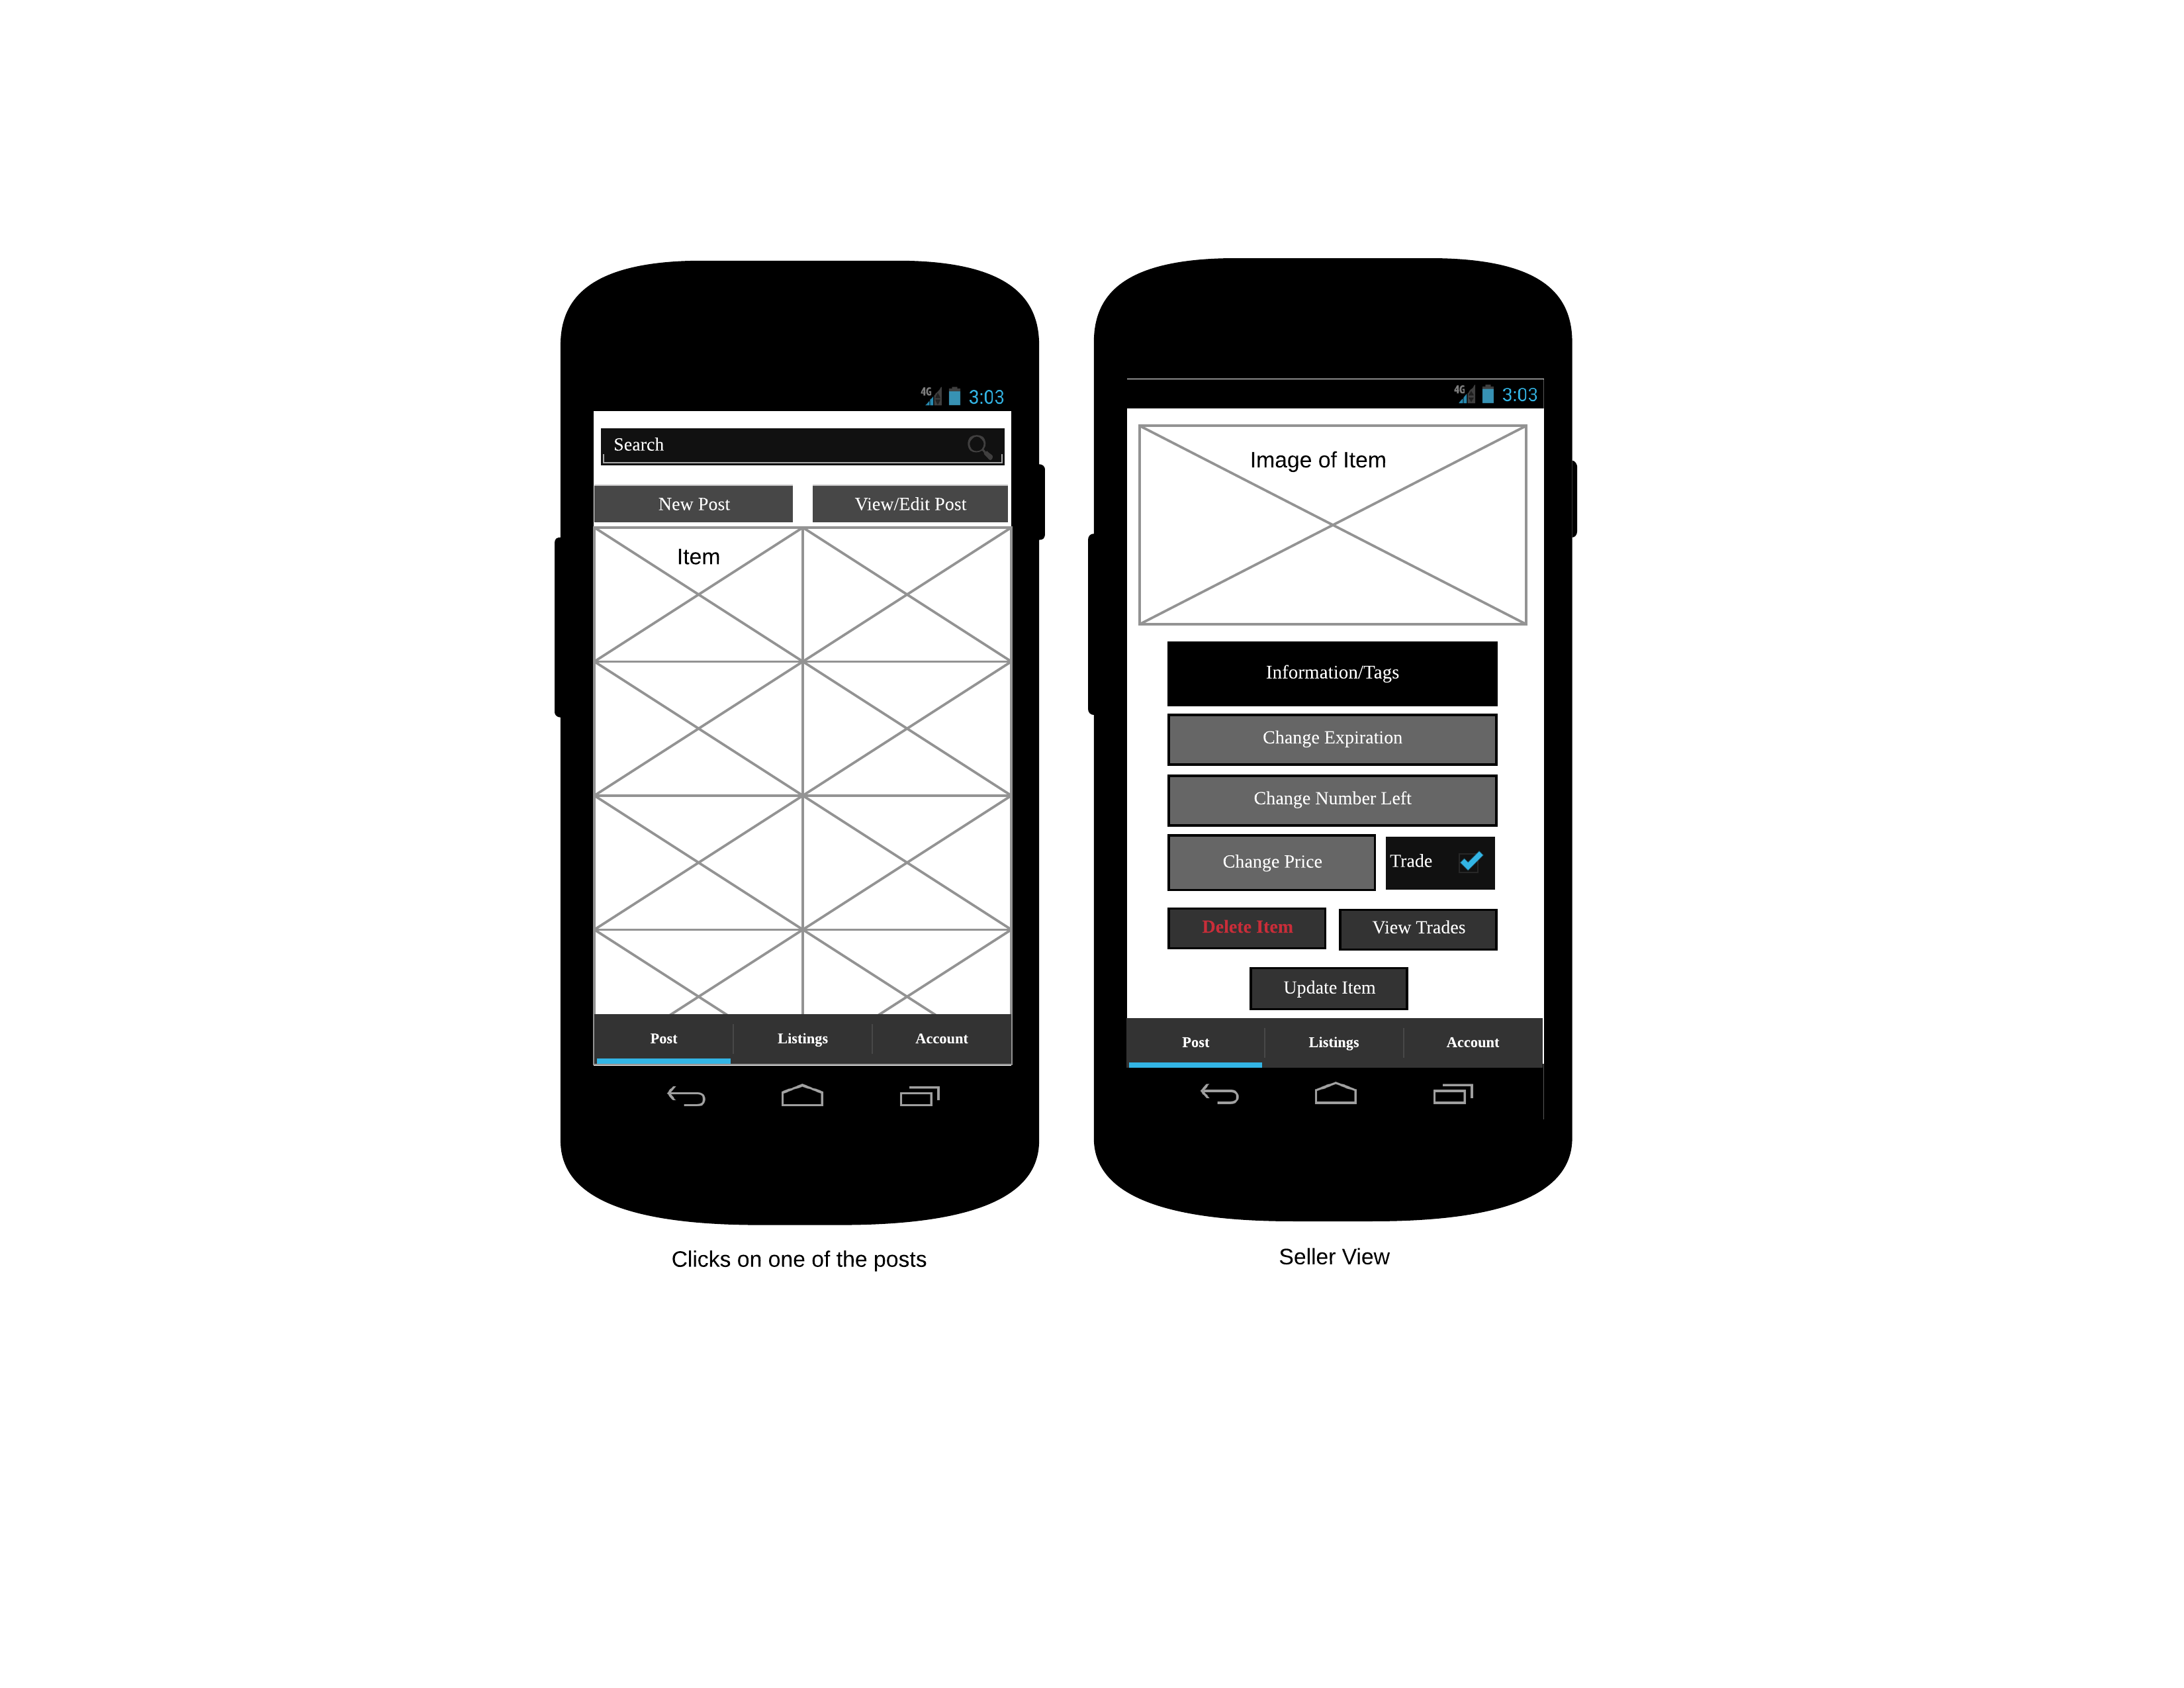 4G 3:03
Search
New Post
View/Edit Post
Item
Post
Listings
Account
Clicks on one of the posts
4G 3:03
Image of Item
Information/Tags
Change Expiration
Change Number Left
Change Price
Trade
Delete Item
View Trades
Update Item
Post
Listings
Account
Seller View